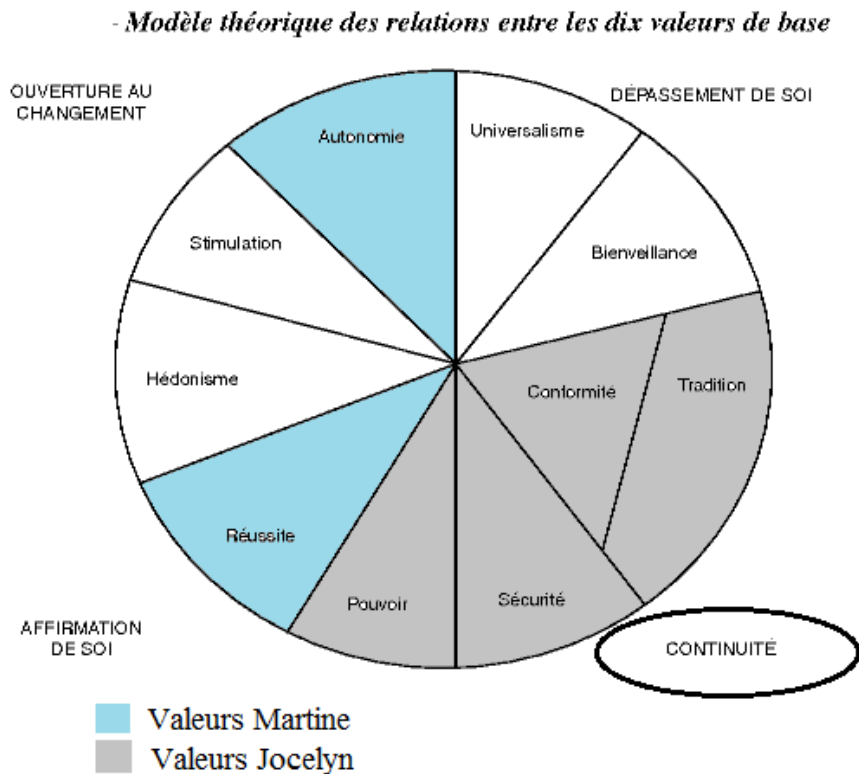 - Modèle théorique des relations entre les dix valeurs de base
OUVERTURE AU
CHANGEMENT
DÉPASSEMENT DE SOI
Autonomie
Universalisme
Stimulation
Bienveillance
Hédonisme
Conformité
Tradition
Réussite
Pouvoir
Sécurité
AFFIRMATION
DE SOI
CONTINUITÉ
Valeurs Martine
Valeurs Jocelyn